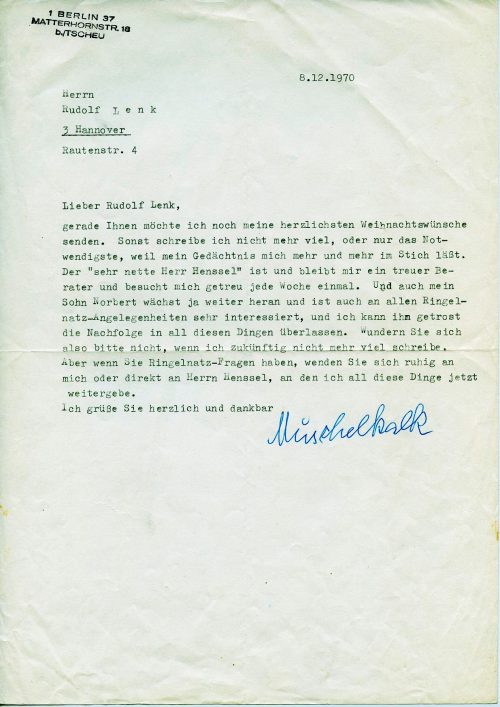 1 BERLIN 37
MATTERHORNSTR. 18
b/TSCHEU
8.12.1970
Herrn
Rudolf L e n k
3 Hannover
Rautenstr. 4
Lieber Rudolf Lenk,
gerade Ihnen möchte ich noch meine herzlichsten Weihnachtswünsche
senden. Sonst schreibe ich nicht mehr viel, oder nur das Not-
wendigste, weil mein Gedächtnis mich mehr und mehr im Stich läßt.
Der "sehr nette Herr Henssel" ist und bleibt mir ein treuer Be-
rater und besucht mich getreu jede Woche einmal. Und auch mein
Sohn Norbert wächst ja weiter heran und ist auch an allen Ringel-
natz-Angelegenheiten sehr interessiert, und ich kann ihm getrost
die Nachfolge in all diesen Dingen überlassen. Wundern Sie sich
also bitte nicht, wenn ich zukünftig nicht mehr viel schreibe.
Aber wenn Sie Ringelnatz-Fragen haben, wenden Sie sich ruhig an
mich oder direkt an Herrn Henssel, an den ich all diese Dinge jetzt
weitergebe.
Ich grüße Sie herzlich und dankbar
Muschelkalk